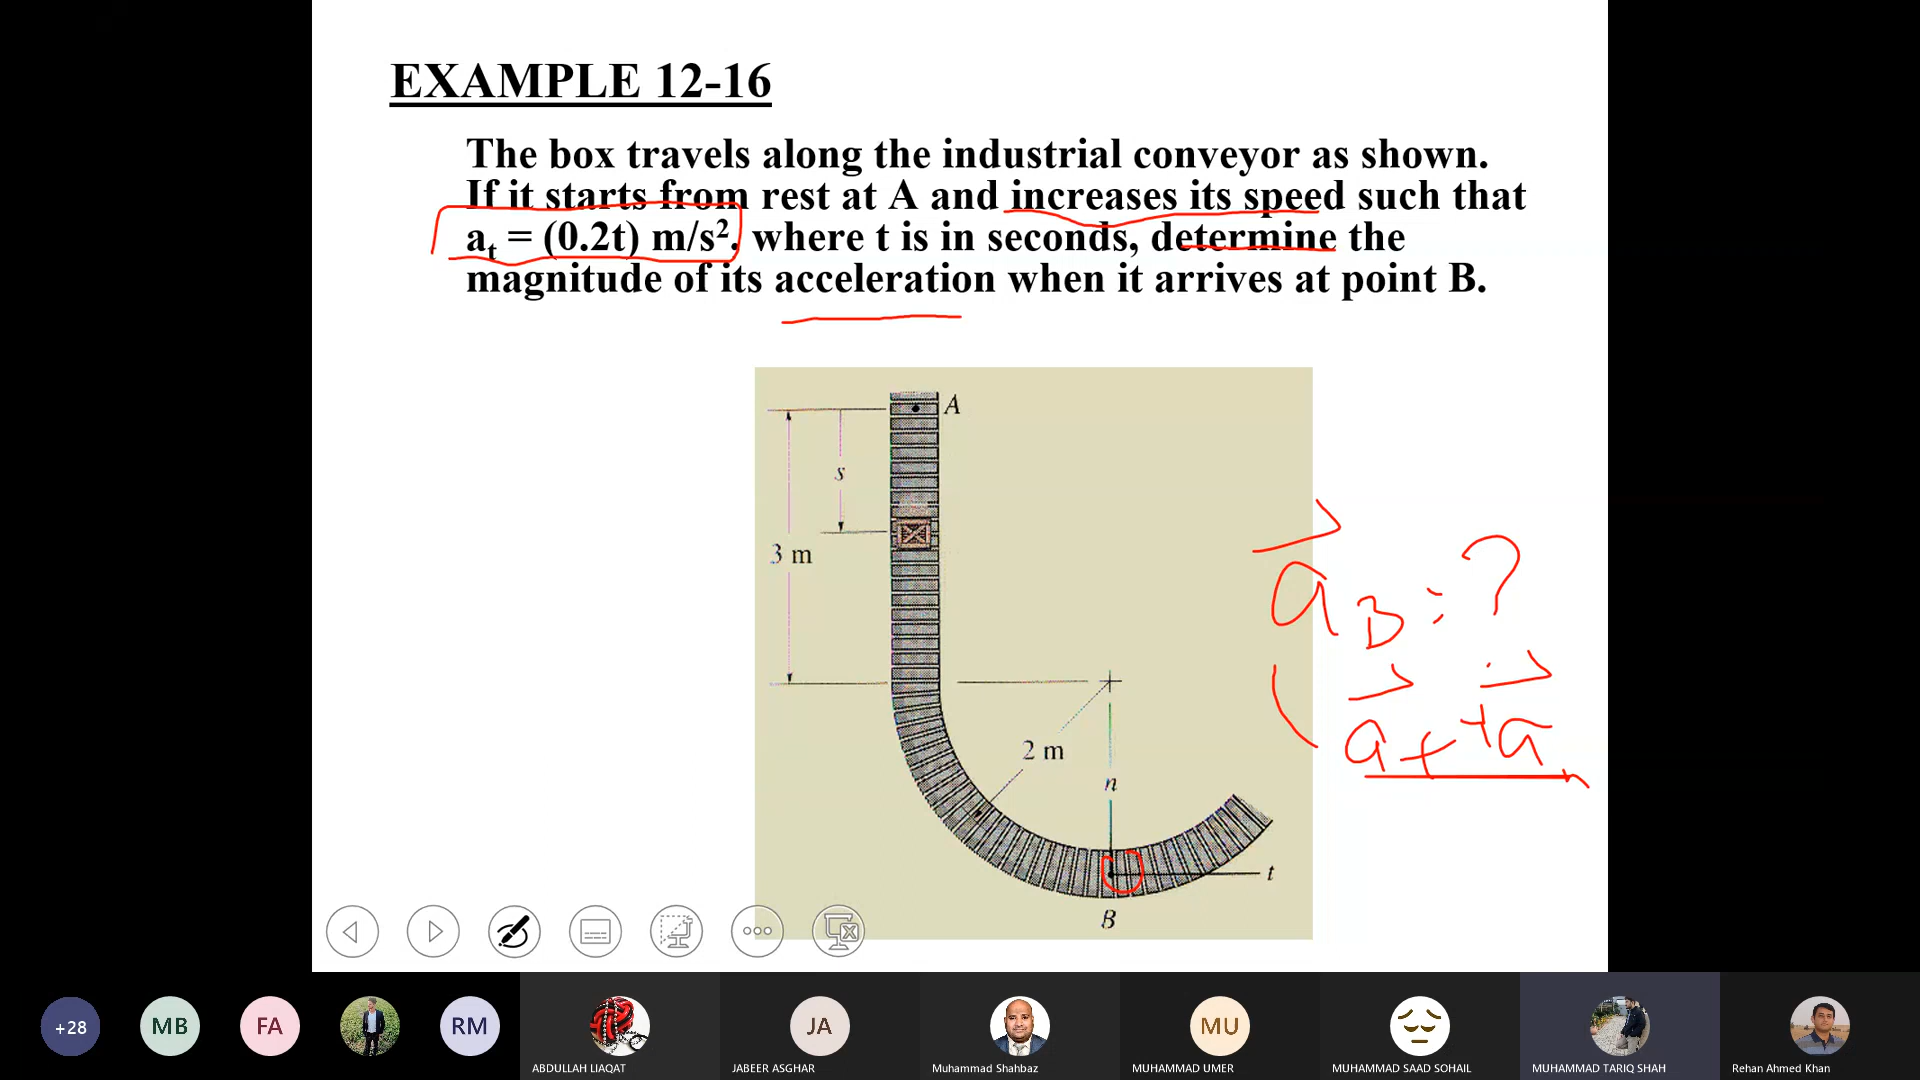 EXAMPLE 12-16
The box travels along the industrial conveyor as shown.
If it starts from rest at A and increases its speed such that
aₜ = (0.2t) m/s². where t is in seconds, determine the
magnitude of its acceleration when it arrives at point B.
A
s
3 m
2 m
n
t
B
a B : ?
a t + a n
+28
MB
FA
RM
JA
MU
ABDULLAH LIAQAT
JABEER ASGHAR
Muhammad Shahbaz
MUHAMMAD UMER
MUHAMMAD SAAD SOHAIL
MUHAMMAD TARIQ SHAH
Rehan Ahmed Khan